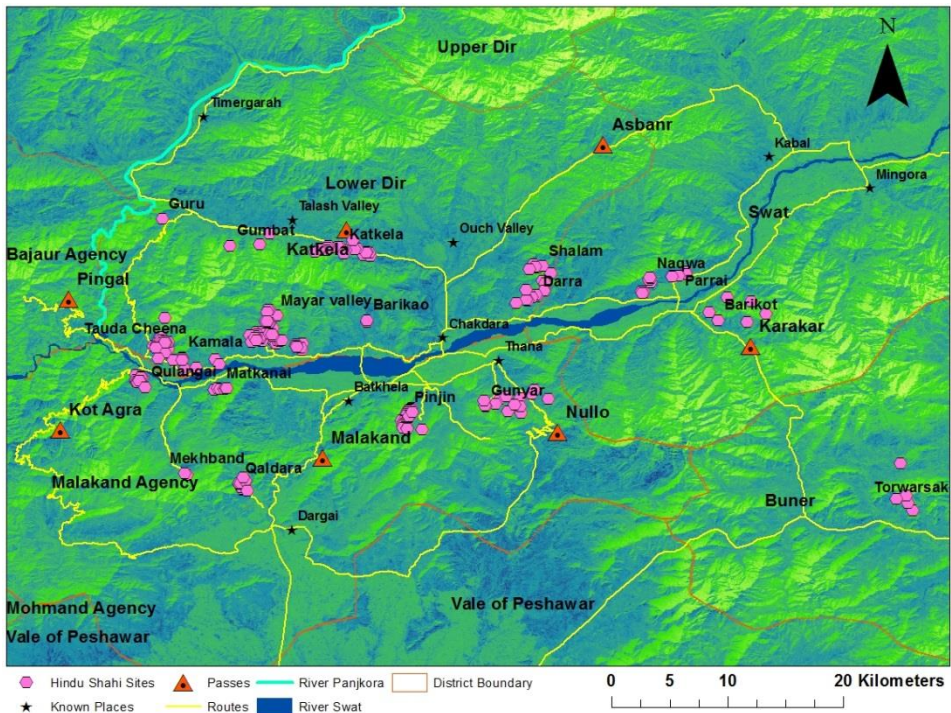 Upper Dir
N
Timergarah
Asbanr
Kabal
Mingora
Lower Dir
Talash Valley
Guru
Swat
Gumbat
Katkela
Ouch Valley
Katkela
Shalam
Bajaur Agency
Pingal
Nagwa
Darra
Parrai
Mayar valley
Barikao
Barikot
Tauda Cheena
Kamala
Chakdara
Karakar
Thana
Qulangai
Matkanai
Batkhela
Gunyar
Pinjin
Kot Agra
Nullo
Malakand
Mekhband
Qaldara
Malakand Agency
Torwarsak
Buner
Dargai
Mohmand Agency
Vale of Peshawar
Vale of Peshawar
Hindu Shahi Sites
Passes
River Panjkora
District Boundary
Known Places
Routes
River Swat
0 5 10 20 Kilometers